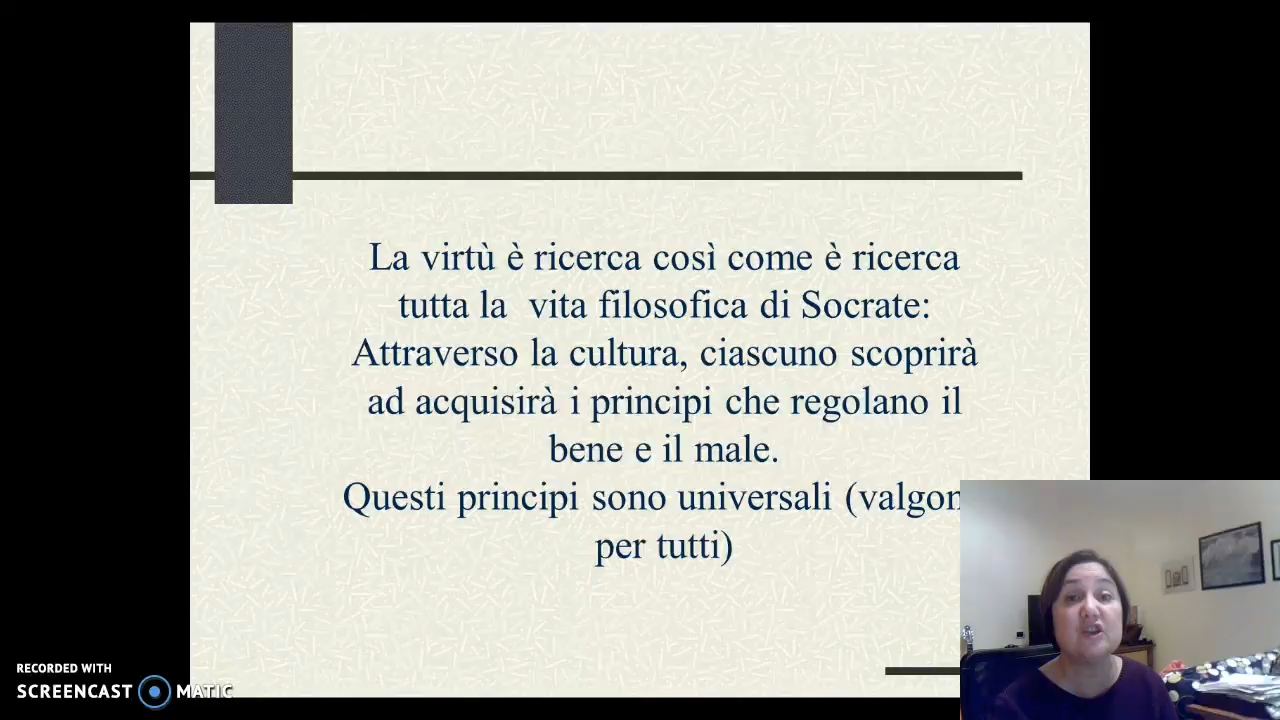 La virtù è ricerca così come è ricerca
tutta la vita filosofica di Socrate:
Attraverso la cultura, ciascuno scoprirà
ad acquisirà i principi che regolano il
bene e il male.
Questi principi sono universali (valgon
per tutti)
RECORDED WITH
SCREENCAST MATIC